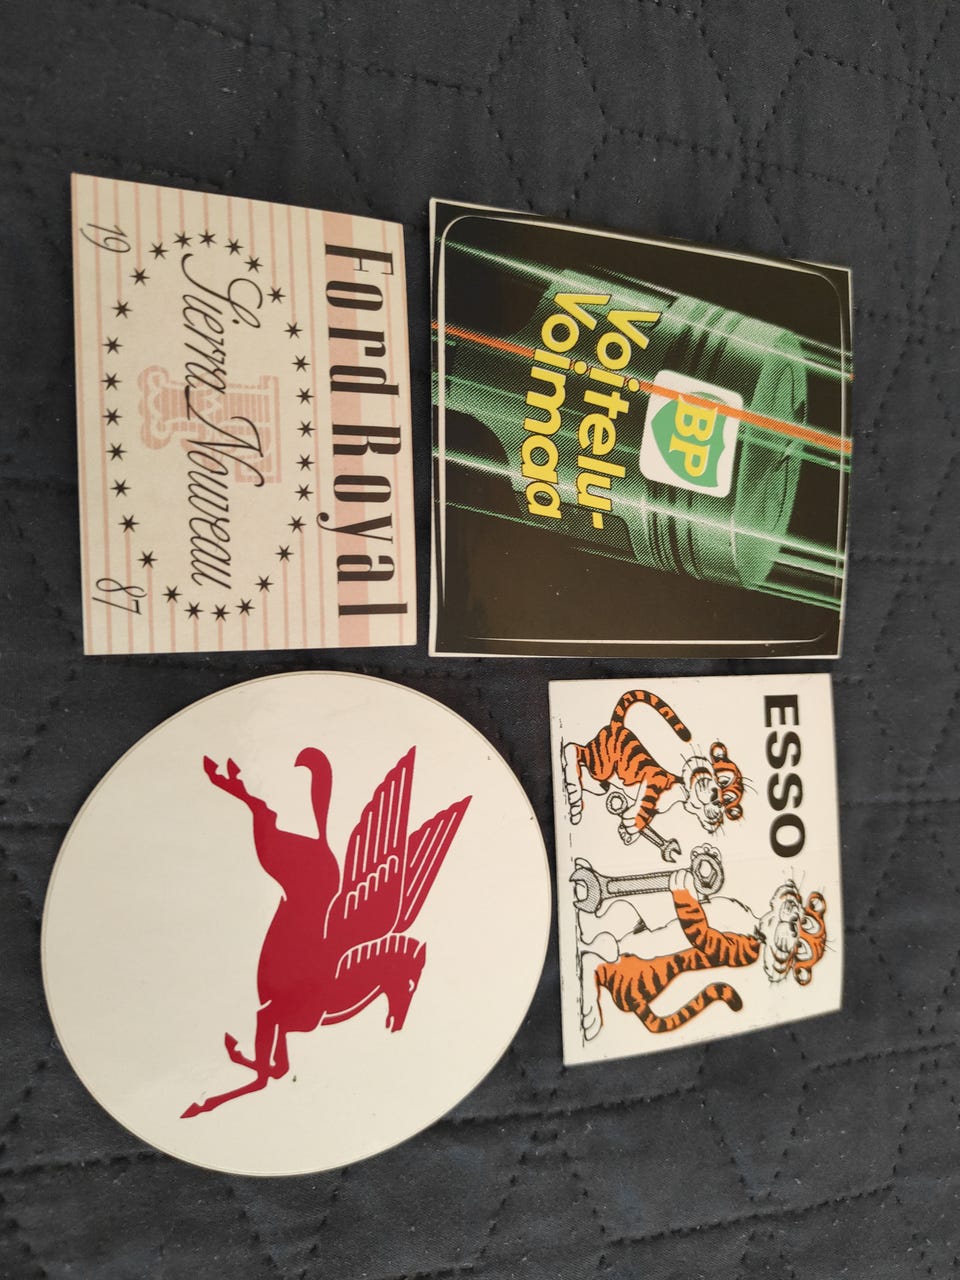 Ford Royal
Sierra Nouveau
19 87
BP
Voitelu-
Voimaa
ESSO